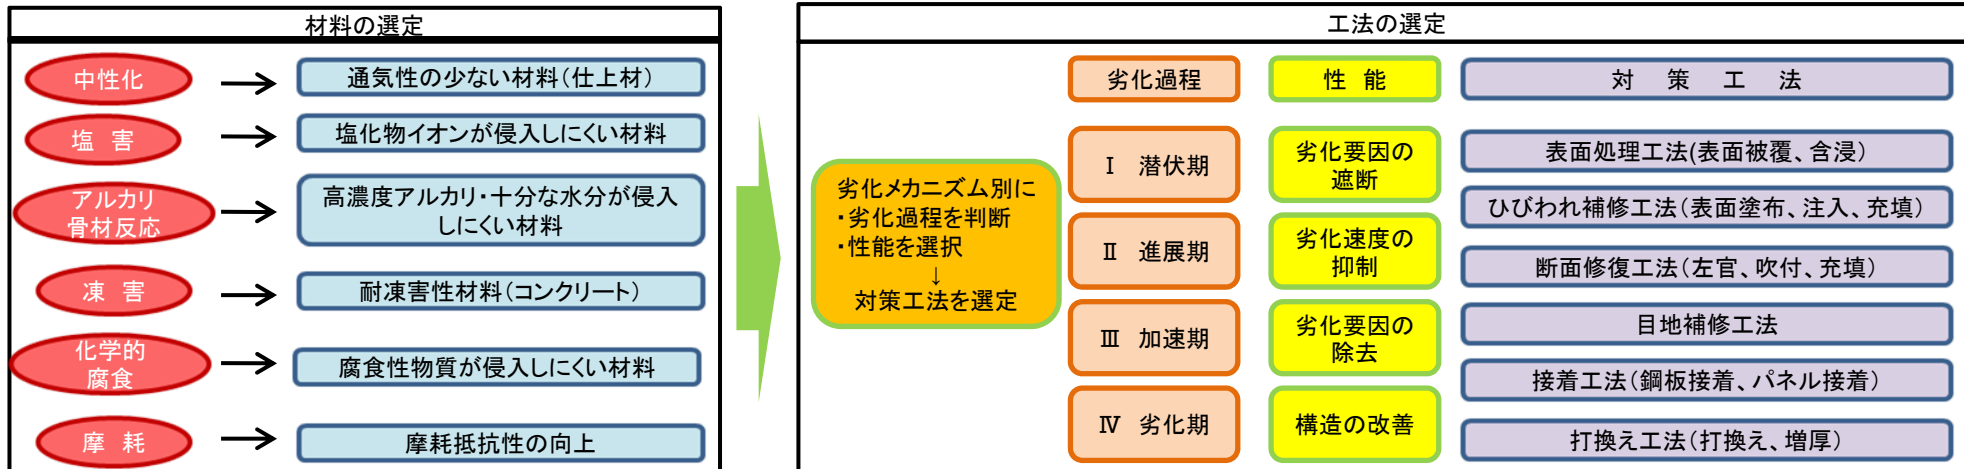 材料の選定
中性化
通気性の少ない材料(仕上材)
塩 害
塩化物イオンが侵入しにくい材料
アルカリ
骨材反応
高濃度アルカリ・十分な水分が侵入
しにくい材料
凍 害
耐凍害性材料(コンクリート)
化学的
腐食
腐食性物質が侵入しにくい材料
摩 耗
摩耗抵抗性の向上
工法の選定
劣化メカニズム別に
・劣化過程を判断
・性能を選択
↓
対策工法を選定
劣化過程
Ⅰ 潜伏期
Ⅱ 進展期
Ⅲ 加速期
Ⅳ 劣化期
性 能
劣化要因の
遮断
劣化速度の
抑制
劣化要因の
除去
構造の改善
対 策 工 法
表面処理工法(表面被覆、含浸)
ひびわれ補修工法(表面塗布、注入、充填)
断面修復工法(左官、吹付、充填)
目地補修工法
接着工法(鋼板接着、パネル接着)
打換え工法(打換え、増厚)